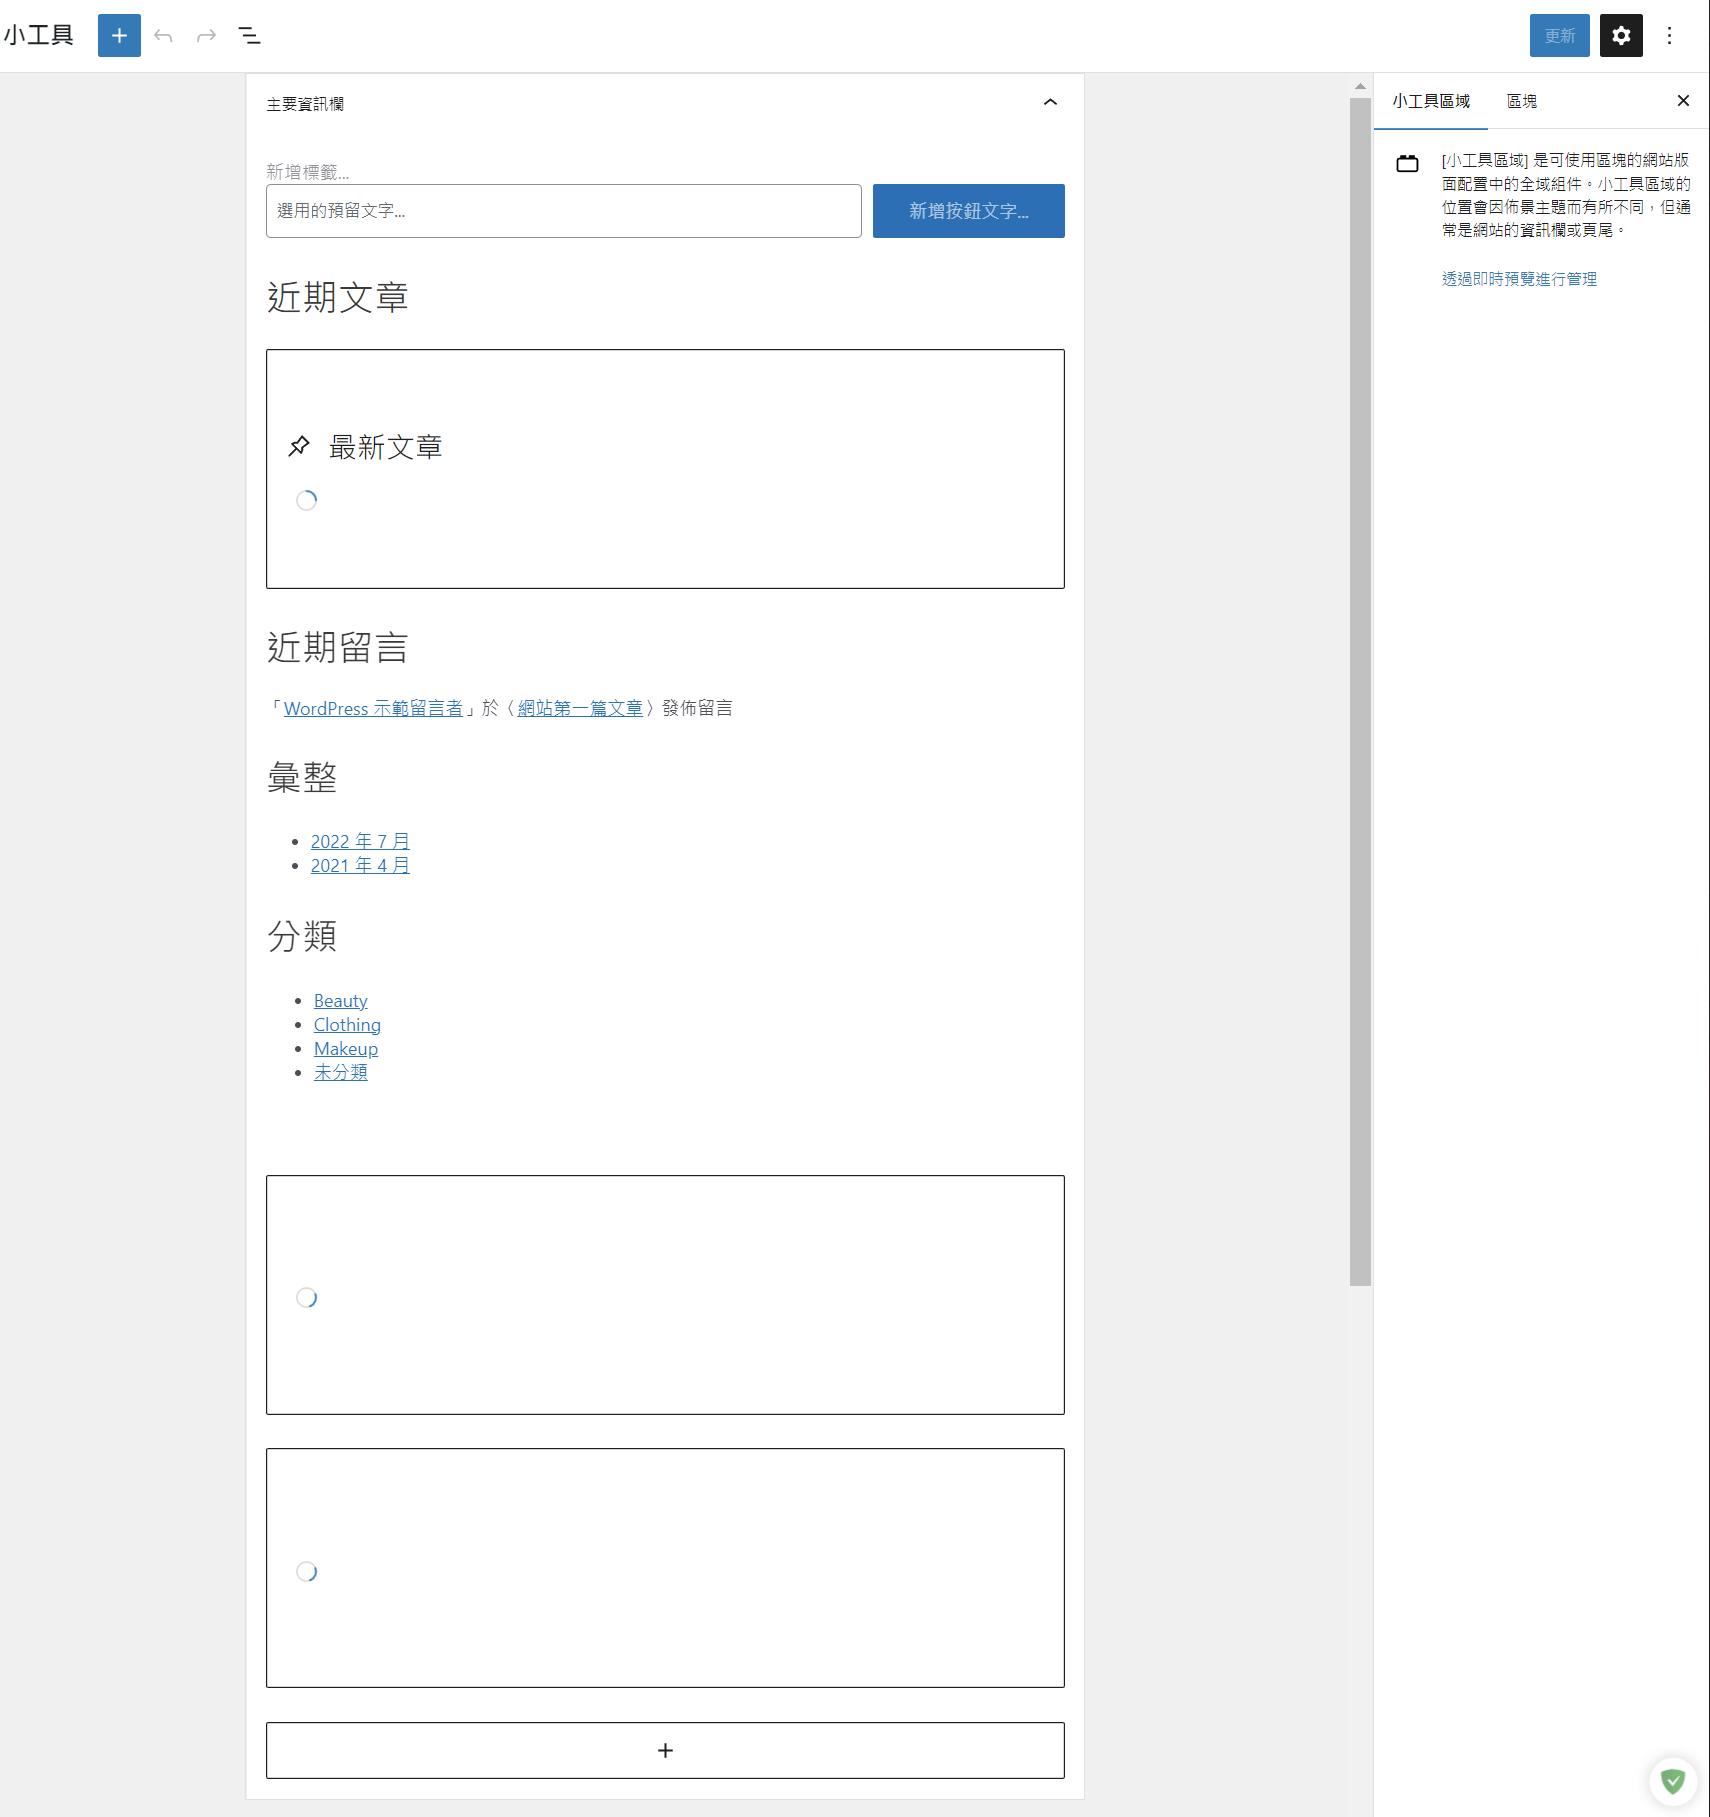 小工具
更新
主要資訊欄
新增標籤...
選用的預留文字...
新增按鈕文字...
近期文章
最新文章
近期留言
「WordPress 示範留言者」於〈網站第一篇文章〉發佈留言
彙整
2022 年 7 月
2021 年 4 月
分類
Beauty
Clothing
Makeup
未分類
小工具區域
區塊
[小工具區域] 是可使用區塊的網站版
面配置中的全域組件。小工具區域的
位置會因佈景主題而有所不同，但通
常是網站的資訊欄或頁尾。
透過即時預覽進行管理